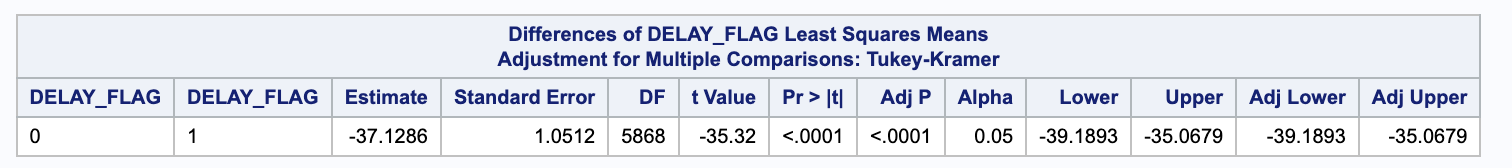 Differences of DELAY_FLAG Least Squares Means
Adjustment for Multiple Comparisons: Tukey-Kramer
DELAY_FLAG DELAY_FLAG Estimate Standard Error DF t Value Pr > |t| Adj P Alpha Lower Upper Adj Lower Adj Upper
0 1 -37.1286 1.0512 5868 -35.32 <.0001 <.0001 0.05 -39.1893 -35.0679 -39.1893 -35.0679